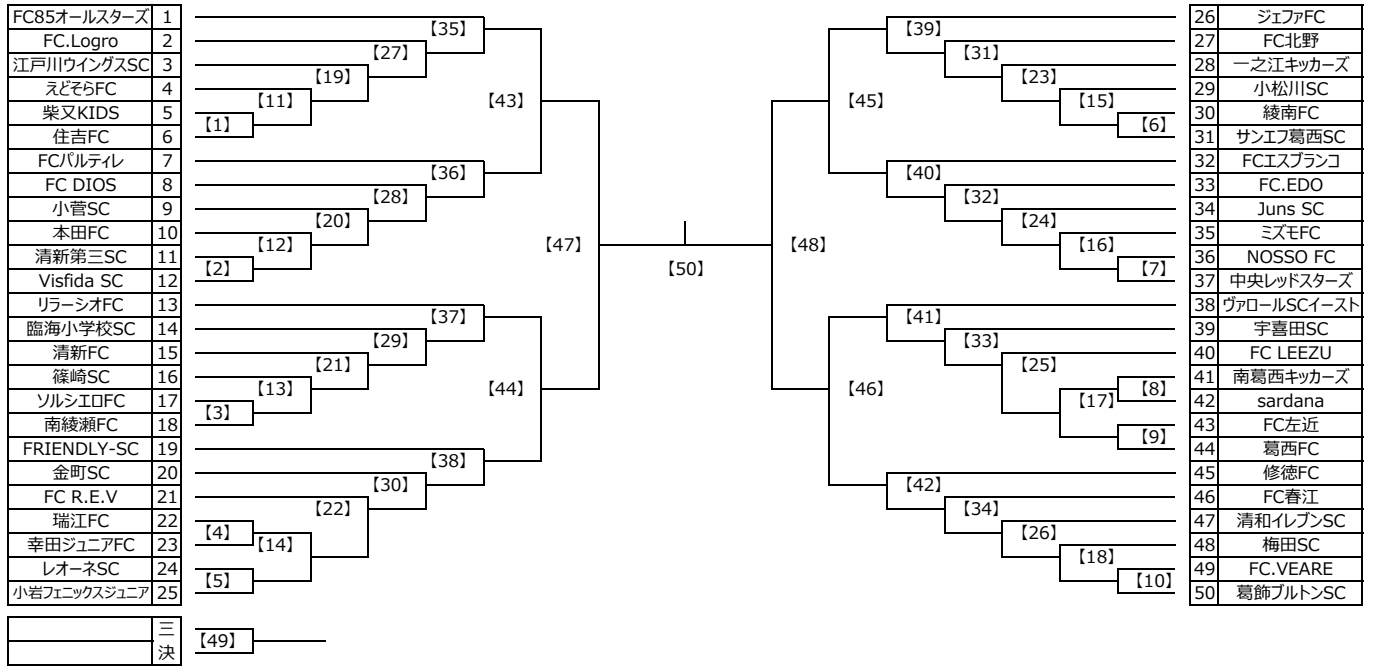 FC85オールスターズ 1
FC.Logro 2
江戸川ウイングスSC 3
えどそらFC 4
柴又KIDS 5
住吉FC 6
FCパルティレ 7
FC DIOS 8
小菅SC 9
本田FC 10
清新第三SC 11
Visfida SC 12
リラーシオFC 13
臨海小学校SC 14
清新FC 15
篠崎SC 16
ソルシエロFC 17
南綾瀬FC 18
FRIENDLY-SC 19
金町SC 20
FC R.E.V 21
瑞江FC 22
幸田ジュニアFC 23
レオーネSC 24
小岩フェニックスジュニア 25
三決
【35】
【27】
【19】
【11】
【43】
【1】
【36】
【28】
【20】
【12】
【47】
【2】
【37】
【29】
【21】
【13】
【44】
【3】
【38】
【30】
【22】
【4】
【14】
【5】
【49】
【50】
【39】
【31】
【23】
【45】
【15】
【6】
【40】
【32】
【24】
【48】
【16】
【7】
【41】
【33】
【25】
【46】
【17】
【8】
【9】
【42】
【34】
【26】
【18】
【10】
26 ジェファFC
27 FC北野
28 一之江キッカーズ
29 小松川SC
30 綾南FC
31 サンエフ葛西SC
32 FCエスブランコ
33 FC.EDO
34 Juns SC
35 ミズモFC
36 NOSSO FC
37 中央レッドスターズ
38 ヴァロールSCイースト
39 宇喜田SC
40 FC LEEZU
41 南葛西キッカーズ
42 sardana
43 FC左近
44 葛西FC
45 修徳FC
46 FC春江
47 清和イレブンSC
48 梅田SC
49 FC.VEARE
50 葛飾ブルトンSC